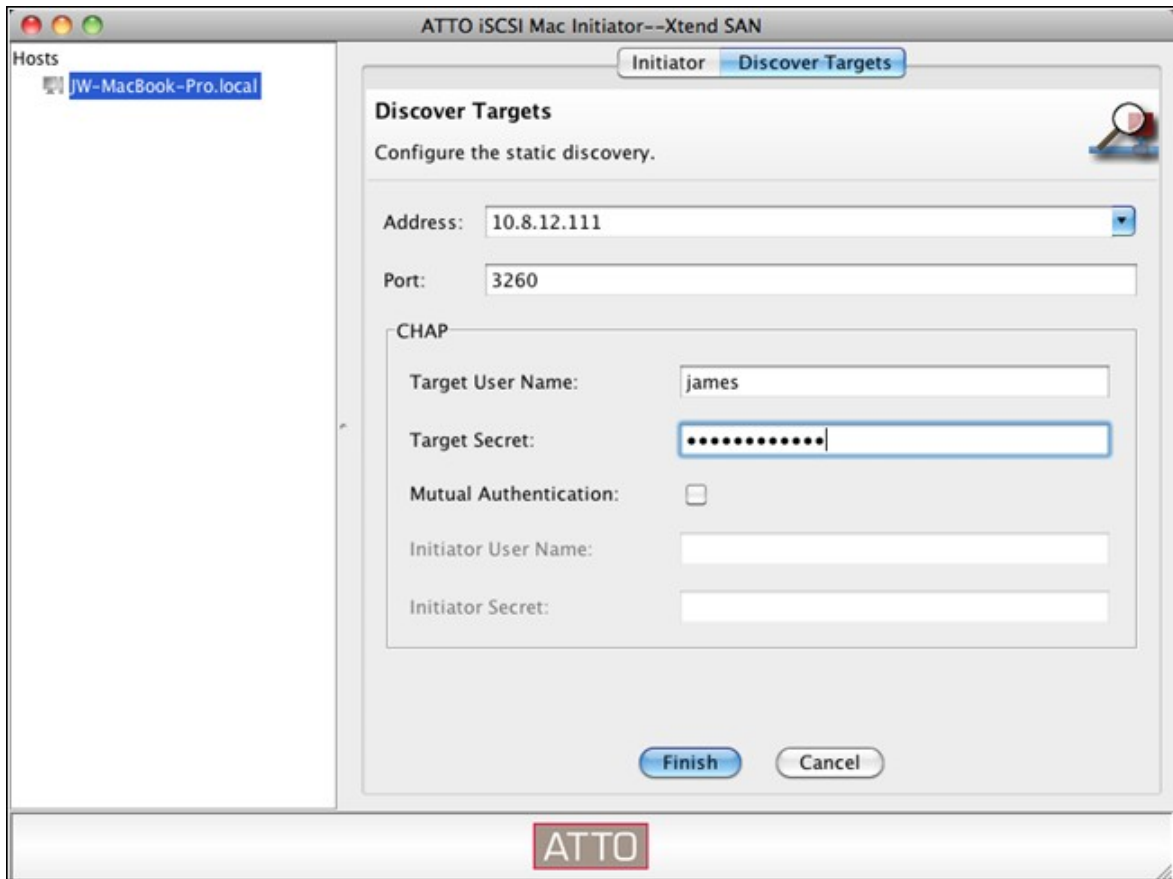 ATTO iSCSI Mac Initiator--Xtend SAN
Hosts
JW-MacBook-Pro.local
Initiator
Discover Targets
Discover Targets
Configure the static discovery.
Address: 10.8.12.111
Port: 3260
CHAP
Target User Name: james
Target Secret: ••••••••••••
Mutual Authentication:
Initiator User Name:
Initiator Secret:
Finish
Cancel
ATTO